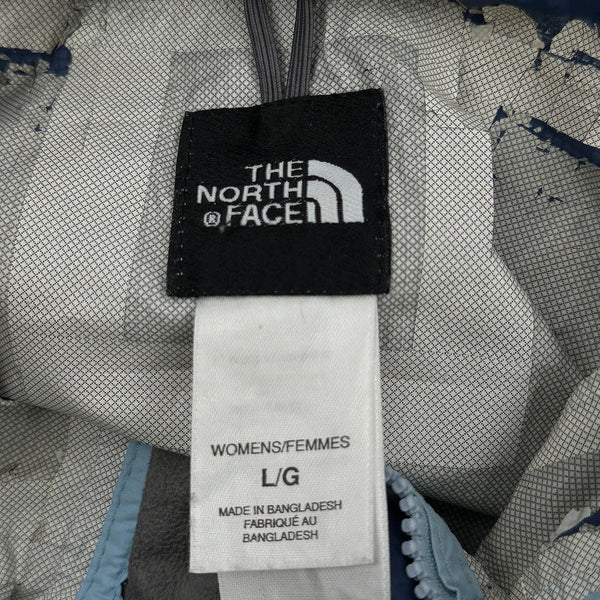 THE
NORTH
® FACE
WOMENS/FEMMES
L/G
MADE IN BANGLADESH
FABRIQUÉ AU
BANGLADESH